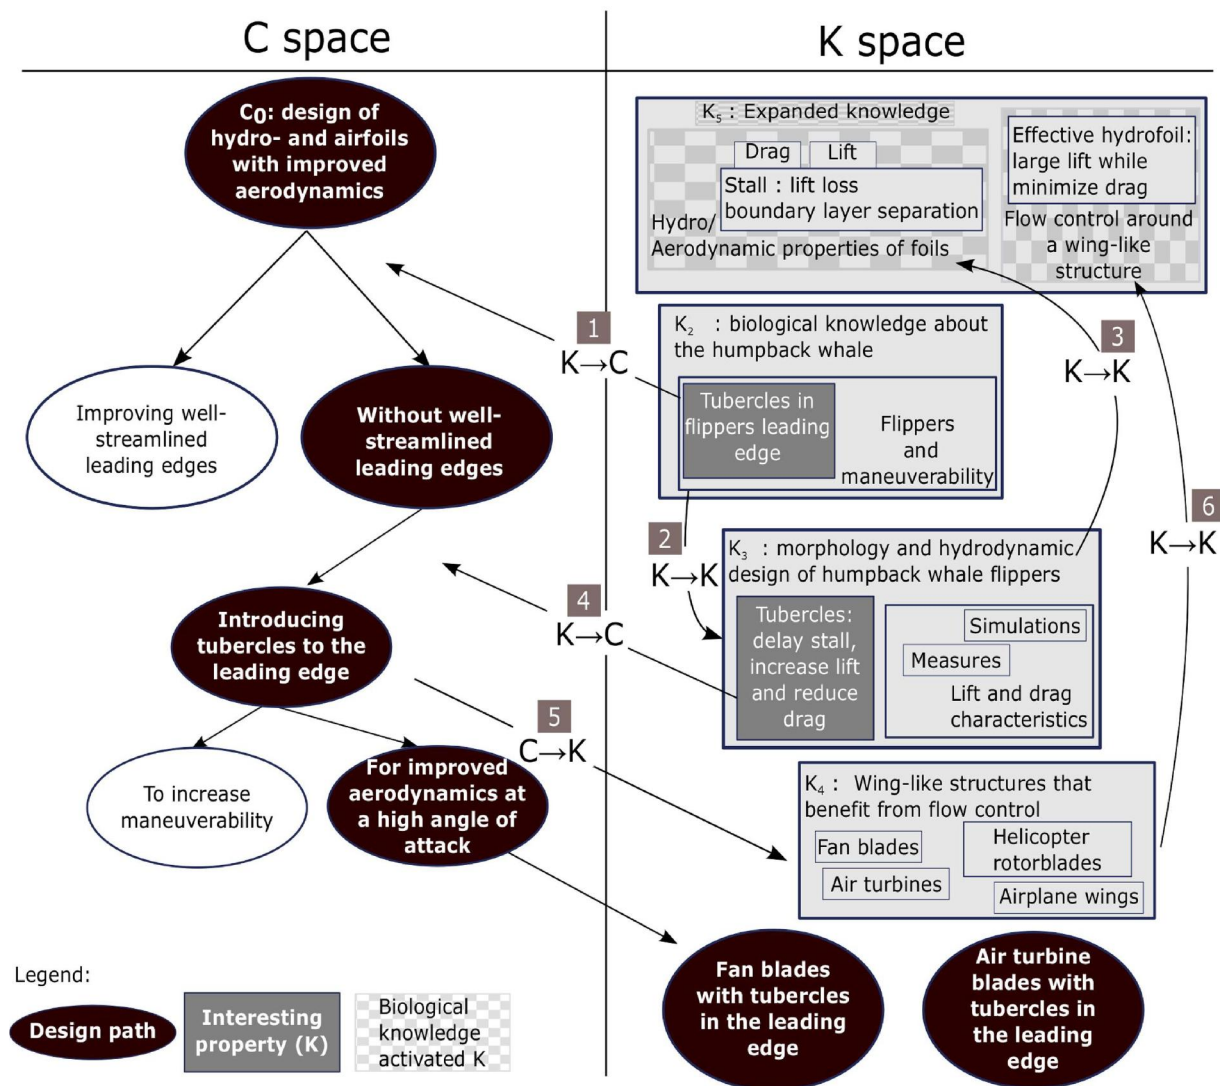 C space
K space
C0: design of
hydro- and airfoils
with improved
aerodynamics
Improving well-
streamlined
leading edges
Without well-
streamlined
leading edges
Introducing
tubercles to the
leading edge
To increase
maneuverability
For improved
aerodynamics at
a high angle of
attack
1
K→C
4
K→C
5
C→K
K5 : Expanded knowledge
Drag
Lift
Stall : lift loss
boundary layer separation
Hydro/
Aerodynamic properties of foils
Effective hydrofoil:
large lift while
minimize drag
Flow control around
a wing-like
structure
K2 : biological knowledge about
the humpback whale
Tubercles in
flippers leading
edge
Flippers
and
maneuverability
3
K→K
2
K→K
6
K→K
K3 : morphology and hydrodynamic
design of humpback whale flippers
Tubercles:
delay stall,
increase lift
and reduce
drag
Simulations
Measures
Lift and drag
characteristics
K4 : Wing-like structures that
benefit from flow control
Fan blades
Air turbines
Helicopter
rotorblades
Airplane wings
Fan blades
with tubercles
in the leading
edge
Air turbine
blades with
tubercles in
the leading
edge
Legend:
Design path
Interesting
property (K)
Biological
knowledge
activated K